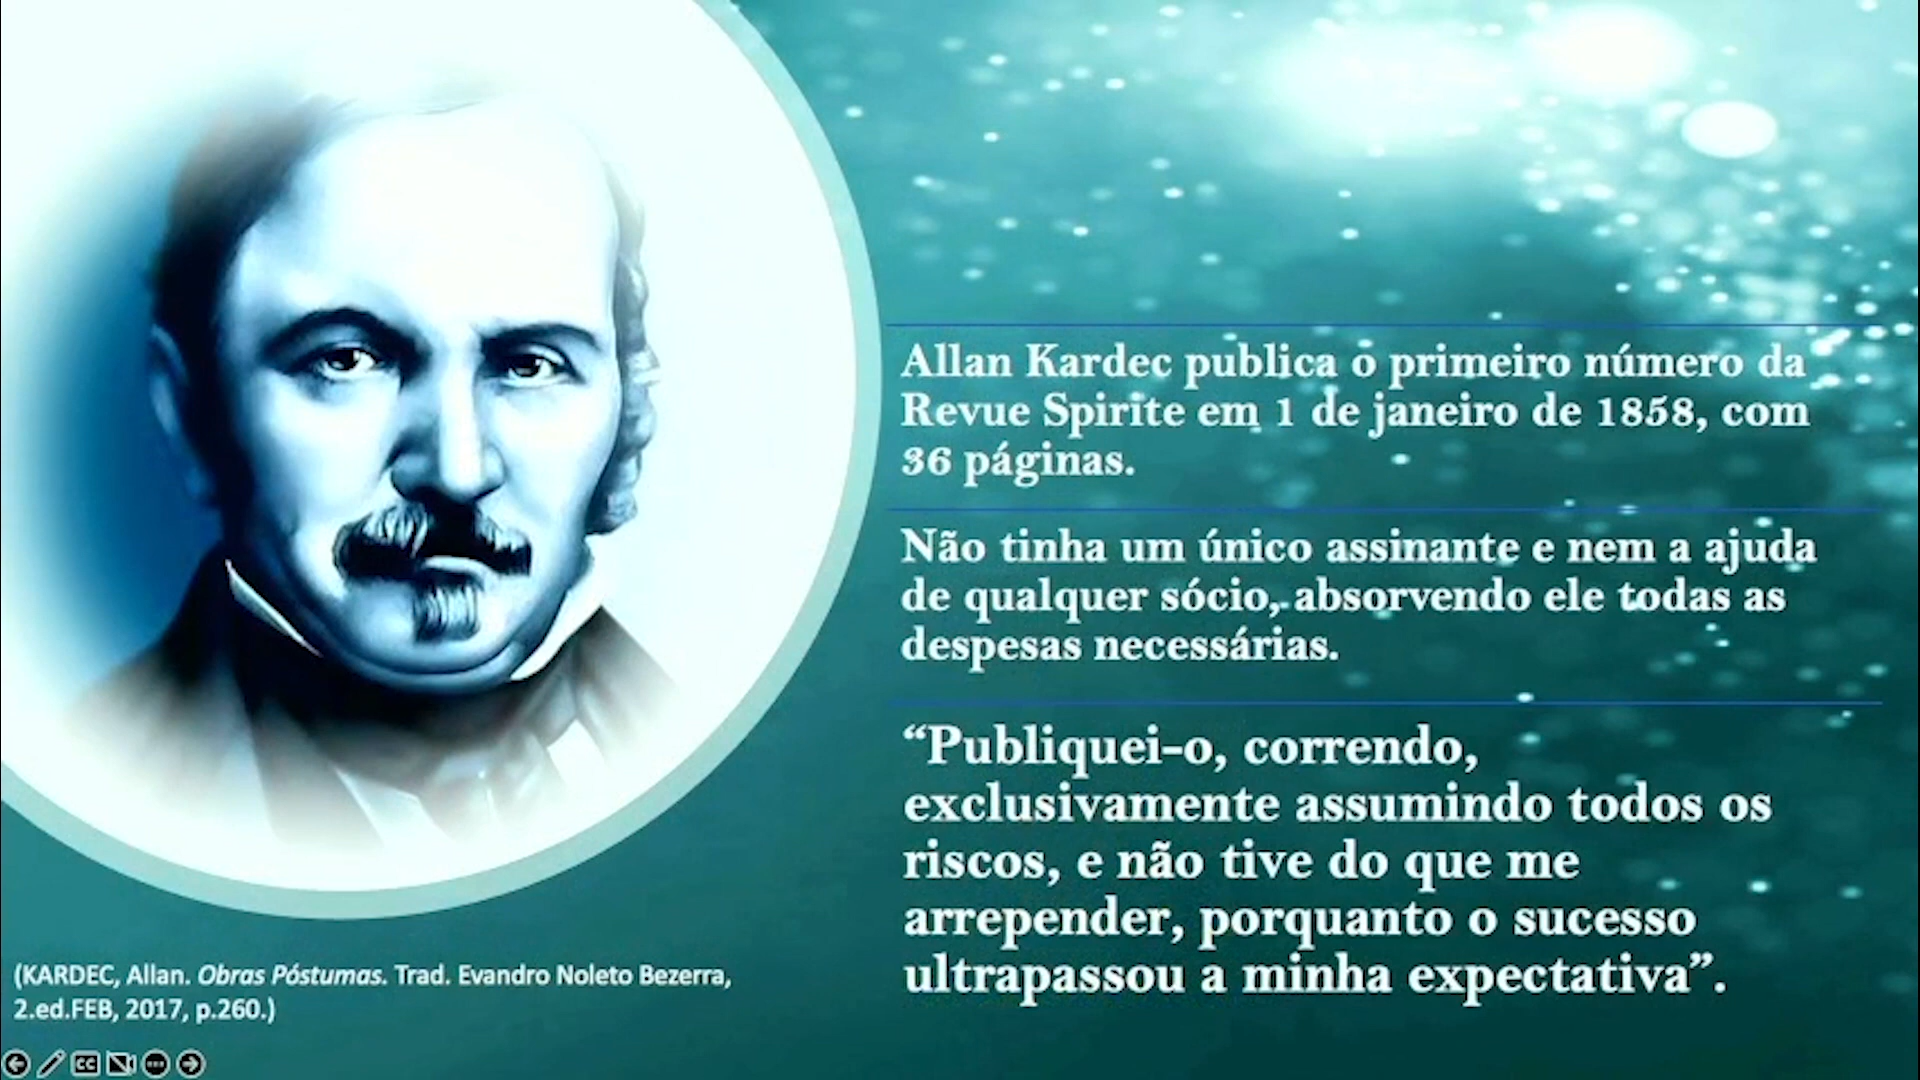 Allan Kardec publica o primeiro número da
Revue Spirite em 1 de janeiro de 1858, com
36 páginas.
Não tinha um único assinante e nem a ajuda
de qualquer sócio, absorvendo ele todas as
despesas necessárias.
“Publiquei-o, correndo,
exclusivamente assumindo todos os
riscos, e não tive do que me
arrepender, porquanto o sucesso
ultrapassou a minha expectativa”.
(KARDEC, Allan. Obras Póstumas. Trad. Evandro Noleto Bezerra,
2.ed.FEB, 2017, p.260.)
CC